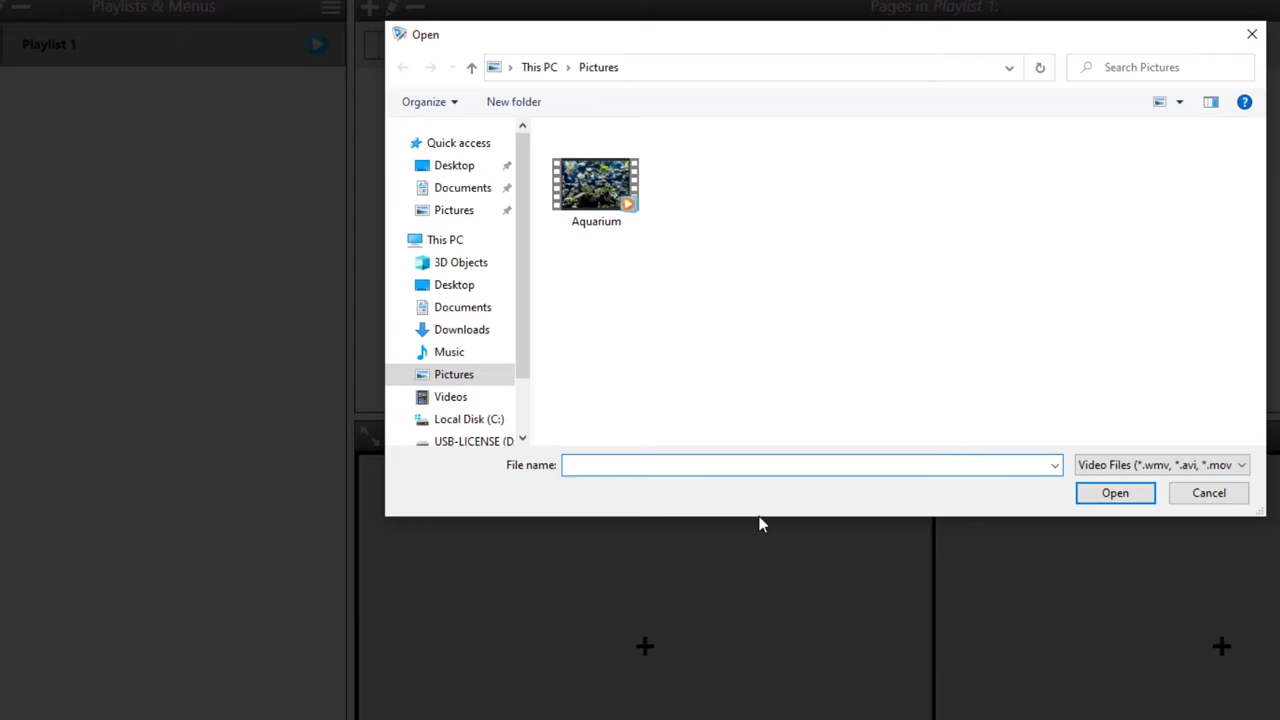 Playlists & Menus
Pages in Playlist 1:
Playlist 1
Open
This PC
Pictures
Search Pictures
Organize
New folder
Quick access
Desktop
Documents
Pictures
This PC
3D Objects
Desktop
Documents
Downloads
Music
Pictures
Videos
Local Disk (C:)
USB-LICENSE (D:
Aquarium
File name:
Video Files (*.wmv, *.avi, *.mov
Open
Cancel